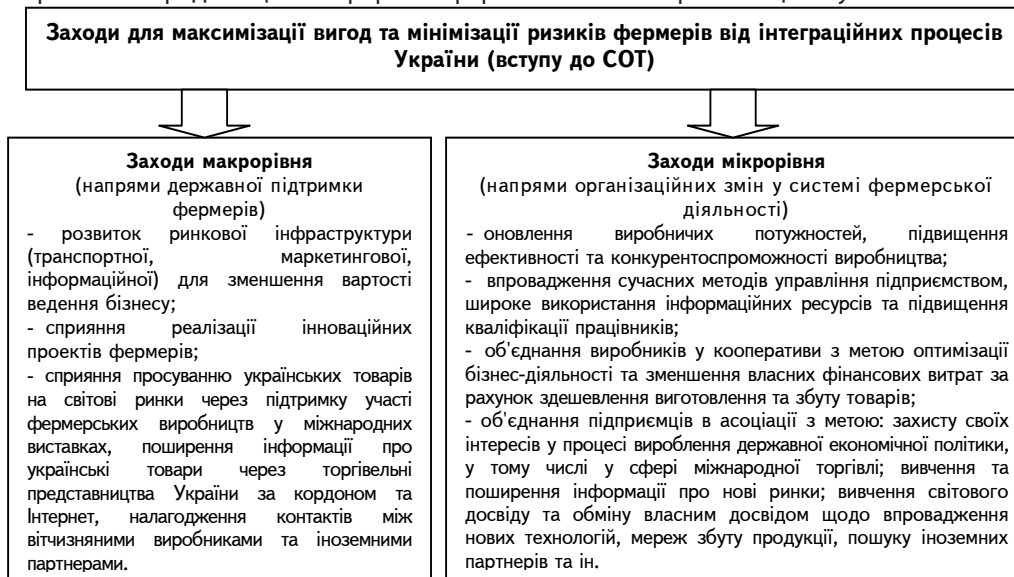 Заходи для максимізації вигод та мінімізації ризиків фермерів від інтеграційних процесів
України (вступу до СОТ)
Заходи макрорівня
(напрями державної підтримки
фермерів)
- розвиток ринкової інфраструктури
(транспортної, маркетингової,
інформаційної) для зменшення вартості
ведення бізнесу;
- сприяння реалізації інноваційних
проектів фермерів;
- сприяння просуванню українських товарів
на світові ринки через підтримку участі
фермерських виробництв у міжнародних
виставках, поширення інформації про
українські товари через торгівельні
представництва України за кордоном та
Інтернет, налагодження контактів між
вітчизняними виробниками та іноземними
партнерами.
Заходи мікрорівня
(напрями організаційних змін у системі фермерської
діяльності)
- оновлення виробничих потужностей, підвищення
ефективності та конкурентоспроможності виробництва;
- впровадження сучасних методів управління підприємством,
широке використання інформаційних ресурсів та підвищення
кваліфікації працівників;
- об'єднання виробників у кооперативи з метою оптимізації
бізнес-діяльності та зменшення власних фінансових витрат за
рахунок здешевлення виготовлення та збуту товарів;
- об'єднання підприємців в асоціації з метою: захисту своїх
інтересів у процесі вироблення державної економічної політики,
у тому числі у сфері міжнародної торгівлі; вивчення та
поширення інформації про нові ринки; вивчення світового
досвіду та обміну власним досвідом щодо впровадження
нових технологій, мереж збуту продукції, пошуку іноземних
партнерів та ін.